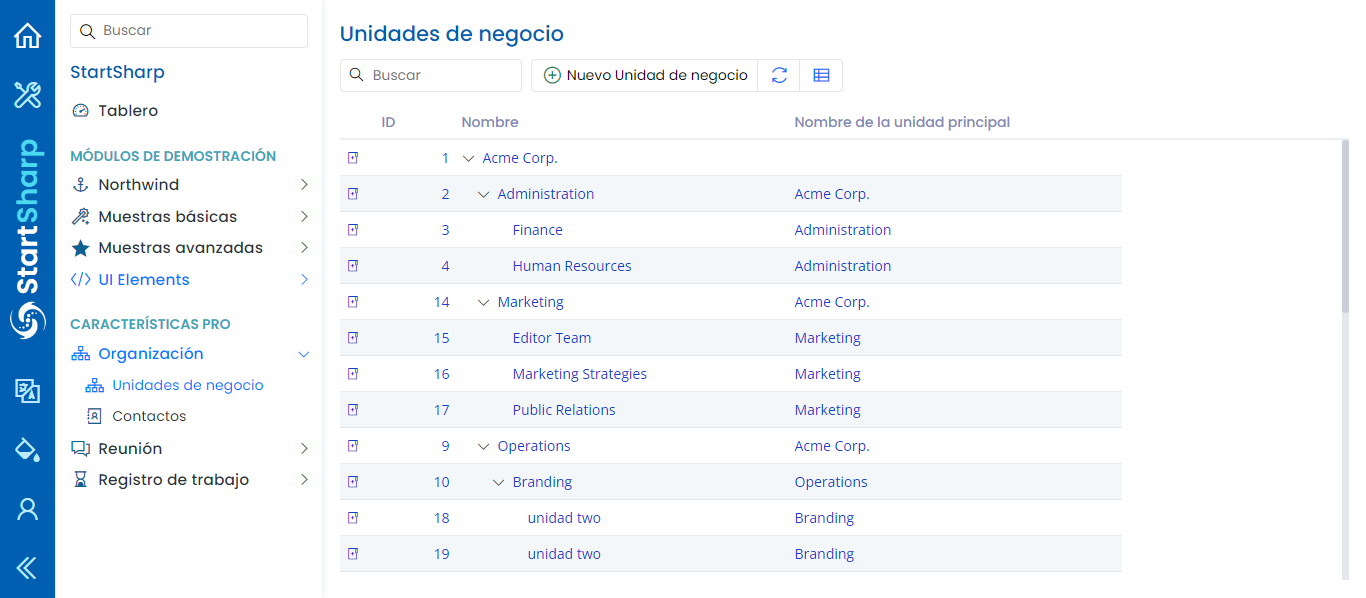 StartSharp
Buscar
StartSharp
Tablero
MÓDULOS DE DEMOSTRACIÓN
Northwind
Muestras básicas
Muestras avanzadas
UI Elements
CARACTERÍSTICAS PRO
Organización
Unidades de negocio
Contactos
Reunión
Registro de trabajo
Unidades de negocio
Buscar
Nuevo Unidad de negocio
ID Nombre Nombre de la unidad principal
1 Acme Corp.
2 Administration Acme Corp.
3 Finance Administration
4 Human Resources Administration
14 Marketing Acme Corp.
15 Editor Team Marketing
16 Marketing Strategies Marketing
17 Public Relations Marketing
9 Operations Acme Corp.
10 Branding Operations
18 unidad two Branding
19 unidad two Branding